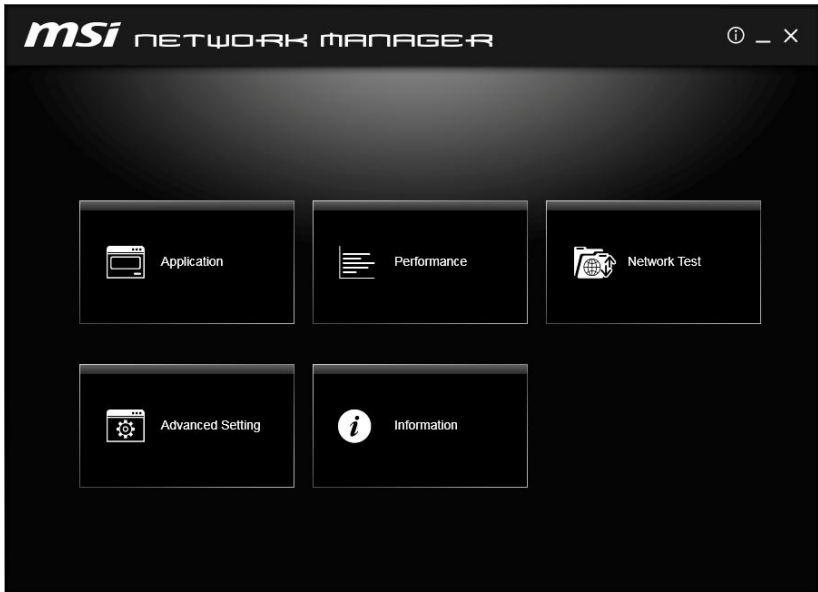 msi NETWORK MANAGER
Application
Performance
Network Test
Advanced Setting
Information